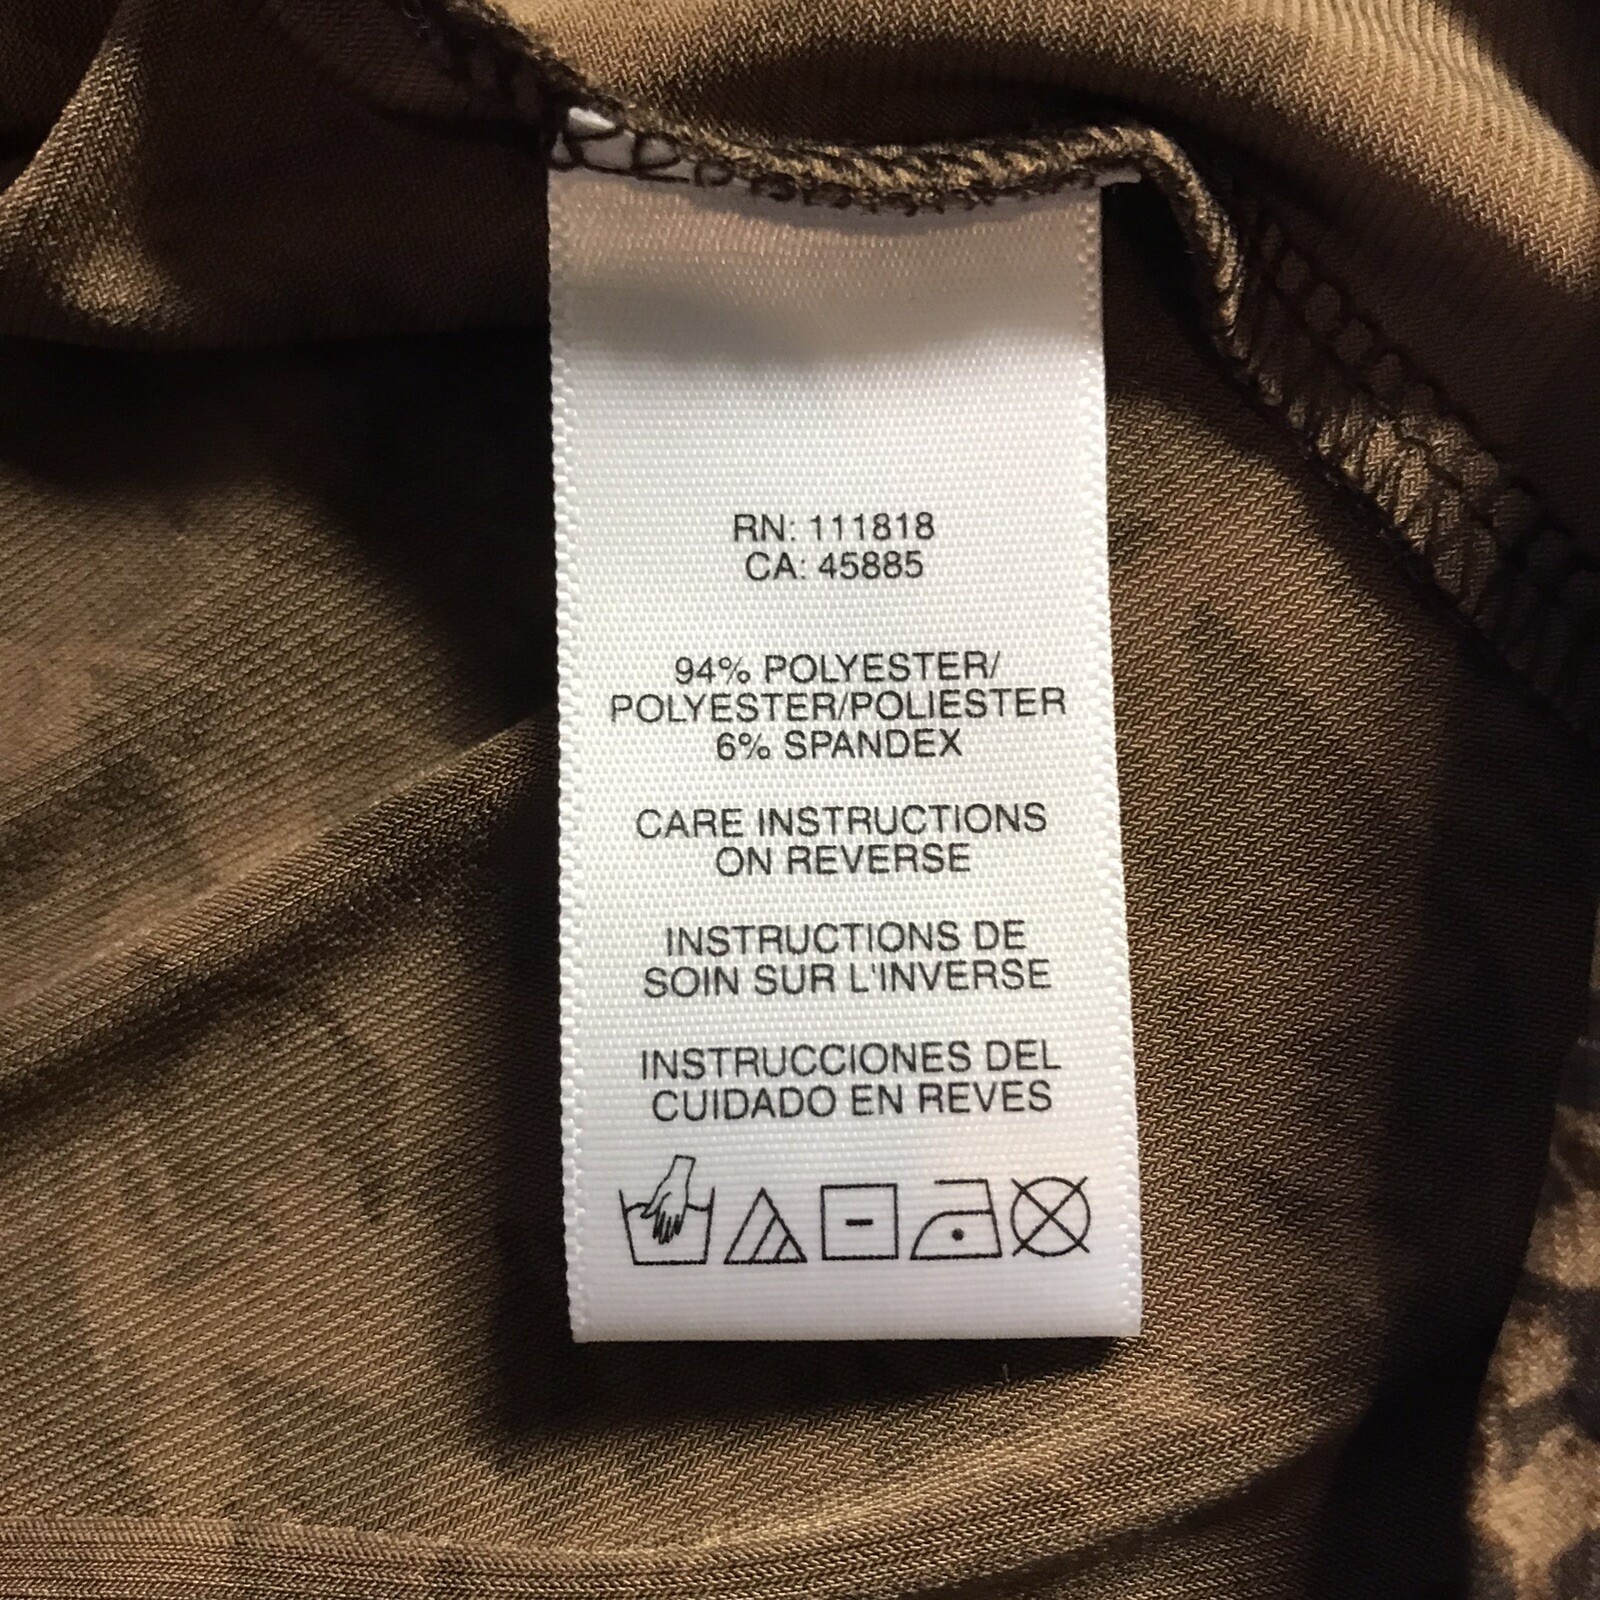 RN: 111818
CA: 45885
94% POLYESTER/
POLYESTER/POLIESTER
6% SPANDEX
CARE INSTRUCTIONS
ON REVERSE
INSTRUCTIONS DE
SOIN SUR L'INVERSE
INSTRUCCIONES DEL
CUIDADO EN REVES